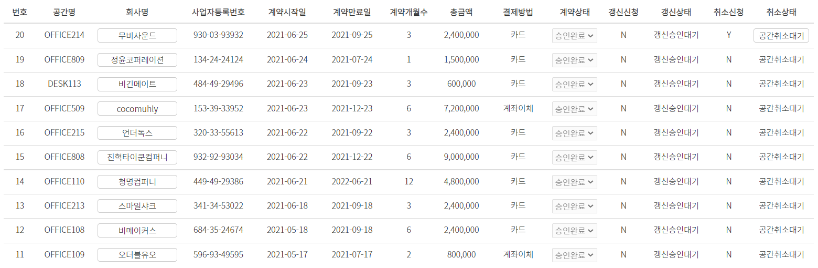 번호 공간명 회사명 사업자등록번호 계약시작일 계약만료일 계약개월수 총금액 결제방법 계약상태 갱신신청 갱신상태 취소신청 취소상태
20 OFFICE214 무비사운드 930-03-93932 2021-06-25 2021-09-25 3 2,400,000 카드 승인완료 N 갱신승인대기 Y 공간취소대기
19 OFFICE809 정윤코퍼레이션 134-24-24124 2021-06-24 2021-07-24 1 1,500,000 카드 승인완료 N 갱신승인대기 N 공간취소대기
18 DESK113 비긴메이트 484-49-29496 2021-06-23 2021-09-23 3 600,000 카드 승인완료 N 갱신승인대기 N 공간취소대기
17 OFFICE509 cocomuhly 153-39-33952 2021-06-23 2021-12-23 6 7,200,000 계좌이체 승인완료 N 갱신승인대기 N 공간취소대기
16 OFFICE215 언더독스 320-33-55613 2021-06-22 2021-09-22 3 2,400,000 카드 승인완료 N 갱신승인대기 N 공간취소대기
15 OFFICE808 진혁타이쿤컴퍼니 932-92-93034 2021-06-22 2021-12-22 6 9,000,000 카드 승인완료 N 갱신승인대기 N 공간취소대기
14 OFFICE110 형명컴퍼니 449-49-29386 2021-06-21 2022-06-21 12 4,800,000 카드 승인완료 N 갱신승인대기 N 공간취소대기
13 OFFICE213 스마일샤크 341-34-53022 2021-06-18 2021-09-18 3 2,400,000 카드 승인완료 N 갱신승인대기 N 공간취소대기
12 OFFICE108 비메이커스 684-35-24674 2021-05-18 2021-09-18 6 2,400,000 카드 승인완료 N 갱신승인대기 N 공간취소대기
11 OFFICE109 오너블유오 596-93-49595 2021-05-17 2021-07-17 2 800,000 계좌이체 승인완료 N 갱신승인대기 N 공간취소대기